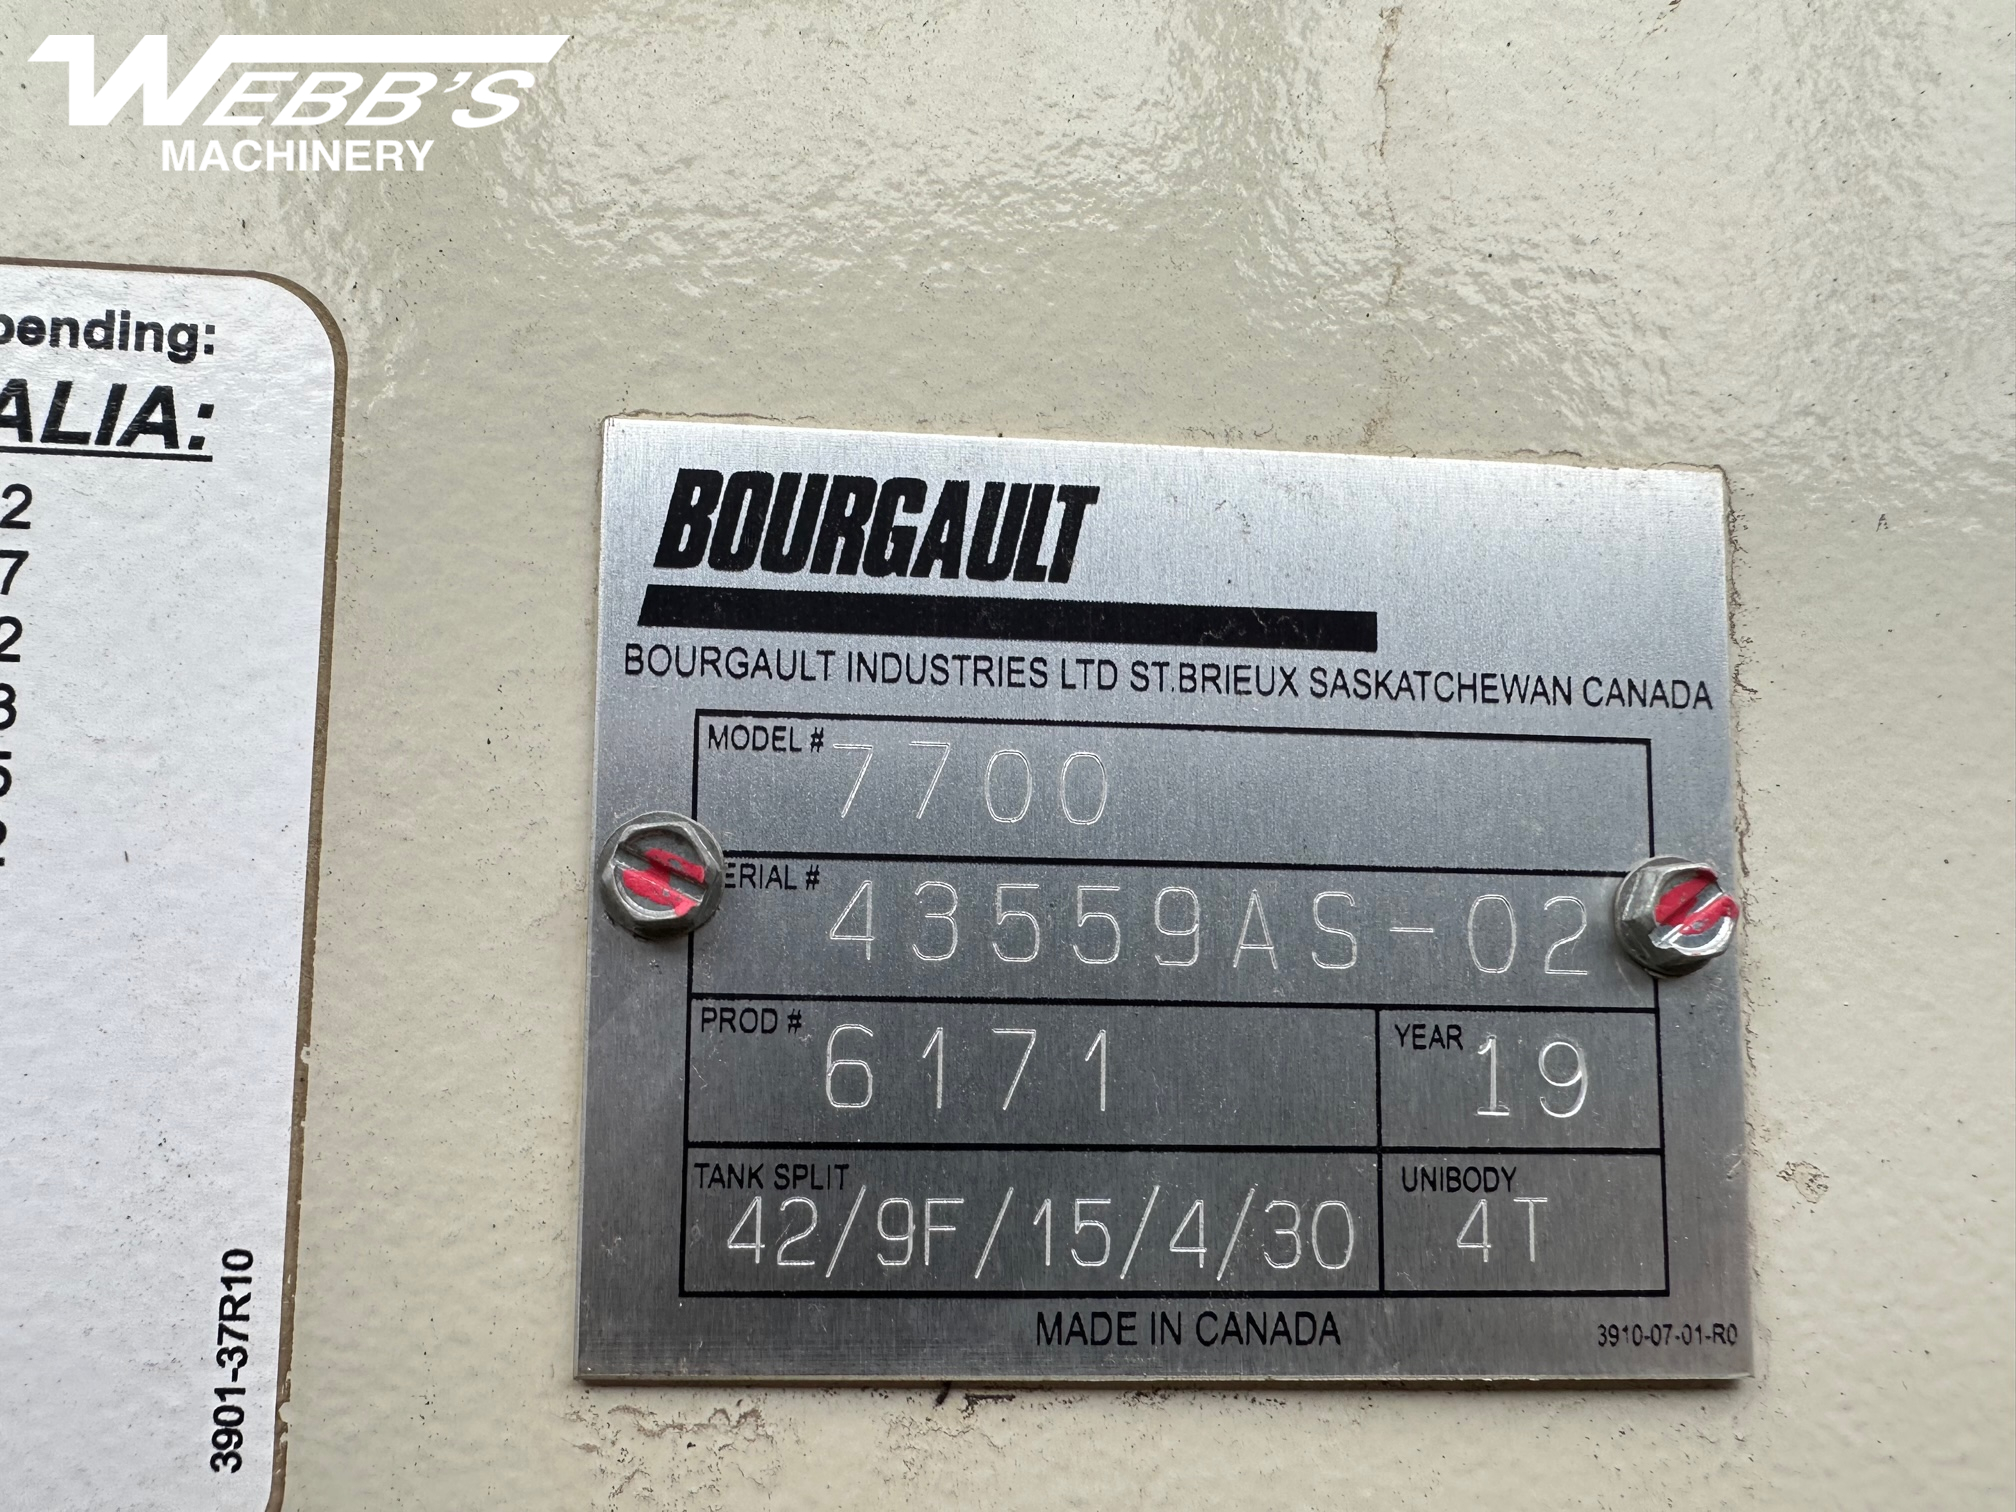 WEBB'S
MACHINERY
pending:
ALIA:
2
7
2
3
3901-37R10
BOURGAULT
BOURGAULT INDUSTRIES LTD ST.BRIEUX SASKATCHEWAN CANADA
MODEL # 7700
ERIAL # 43559AS-02
PROD # 6171 YEAR 19
TANK SPLIT UNIBODY
42/9F/15/4/30 4T
MADE IN CANADA
3910-07-01-R0